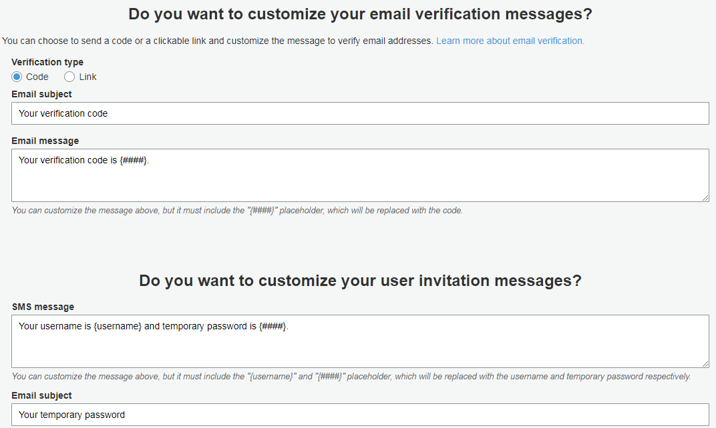 Do you want to customize your email verification messages?
You can choose to send a code or a clickable link and customize the message to verify email addresses. Learn more about email verification.
Verification type
Code Link
Email subject
Your verification code
Email message
Your verification code is {####}.
You can customize the message above, but it must include the "{####}" placeholder, which will be replaced with the code.
Do you want to customize your user invitation messages?
SMS message
Your username is {username} and temporary password is {####}.
You can customize the message above, but it must include the "{username}" and "{####}" placeholder, which will be replaced with the username and temporary password respectively.
Email subject
Your temporary password